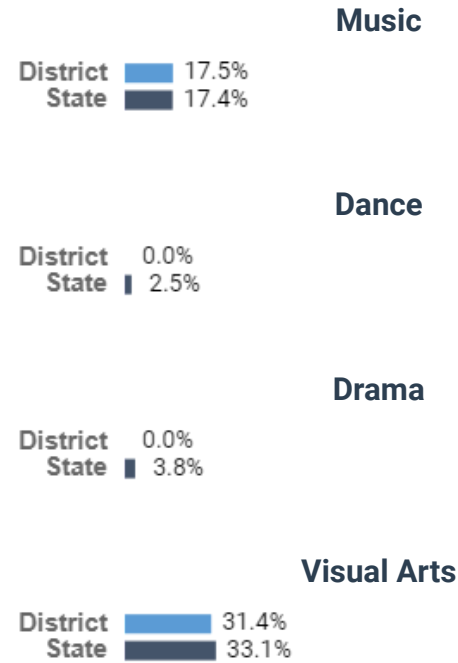 Music
District 17.5%
State 17.4%
Dance
District 0.0%
State 2.5%
Drama
District 0.0%
State 3.8%
Visual Arts
District 31.4%
State 33.1%